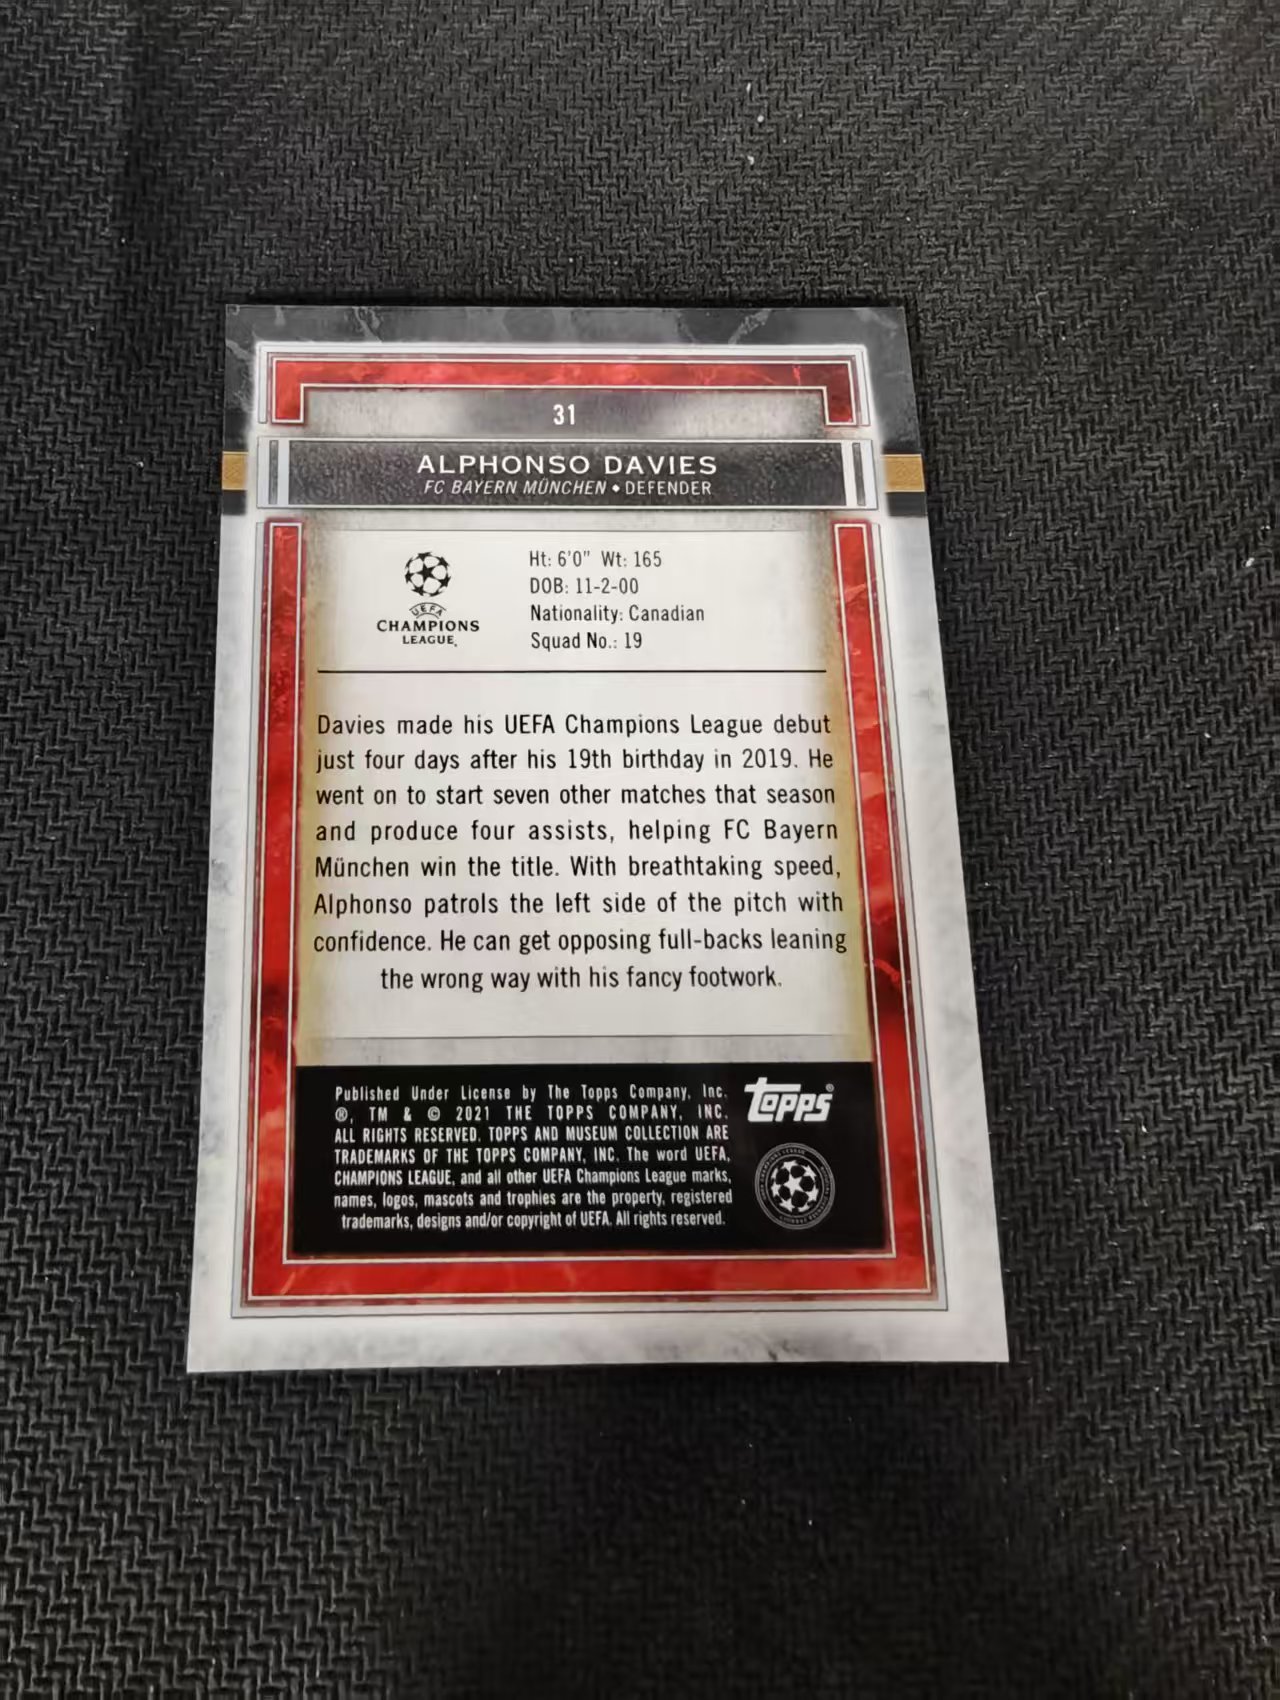 31
ALPHONSO DAVIES
FC BAYERN MÜNCHEN ◆ DEFENDER
UEFA
CHAMPIONS
LEAGUE
Ht: 6'0" Wt: 165
DOB: 11-2-00
Nationality: Canadian
Squad No.: 19
Davies made his UEFA Champions League debut
just four days after his 19th birthday in 2019. He
went on to start seven other matches that season
and produce four assists, helping FC Bayern
München win the title. With breathtaking speed,
Alphonso patrols the left side of the pitch with
confidence. He can get opposing full-backs leaning
the wrong way with his fancy footwork.
Published Under License by The Topps Company, Inc.
®, TM & © 2021 THE TOPPS COMPANY, INC.
ALL RIGHTS RESERVED. TOPPS AND MUSEUM COLLECTION ARE
TRADEMARKS OF THE TOPPS COMPANY, INC. The word UEFA,
CHAMPIONS LEAGUE, and all other UEFA Champions League marks,
names, logos, mascots and trophies are the property, registered
trademarks, designs and/or copyright of UEFA. All rights reserved.
Topps®